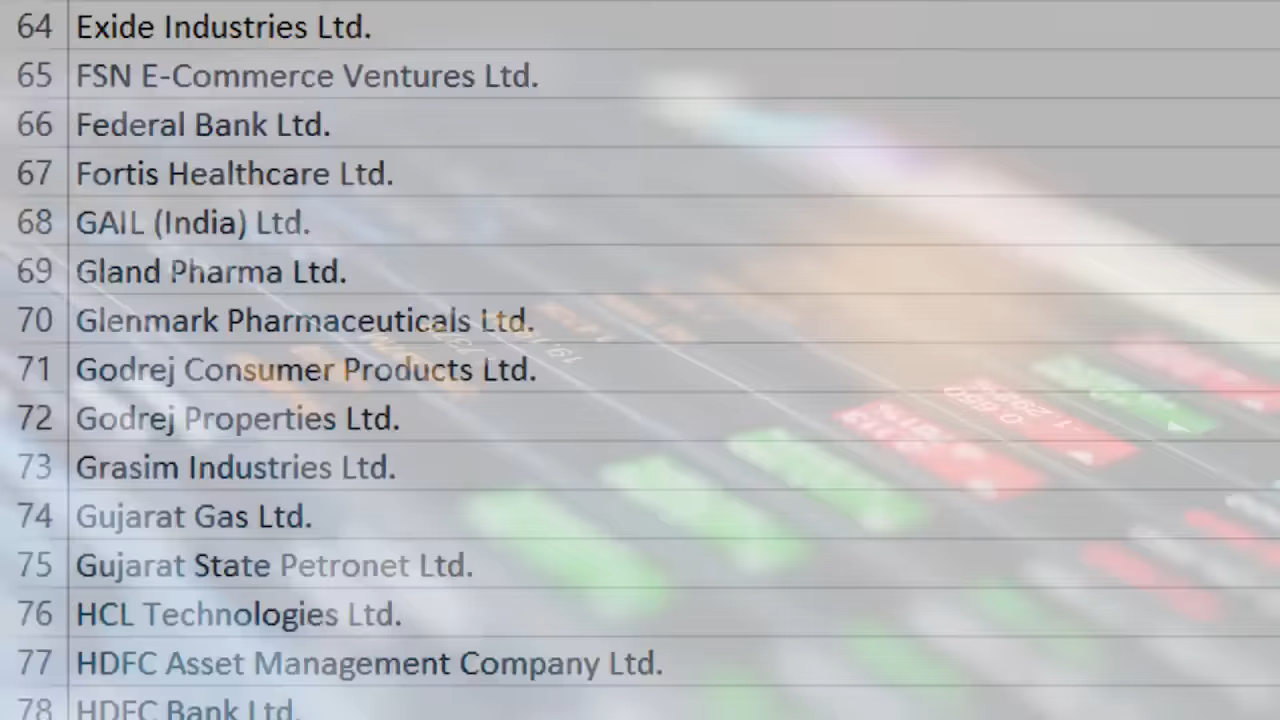 64 Exide Industries Ltd.
65 FSN E-Commerce Ventures Ltd.
66 Federal Bank Ltd.
67 Fortis Healthcare Ltd.
68 GAIL (India) Ltd.
69 Gland Pharma Ltd.
70 Glenmark Pharmaceuticals Ltd.
71 Godrej Consumer Products Ltd.
72 Godrej Properties Ltd.
73 Grasim Industries Ltd.
74 Gujarat Gas Ltd.
75 Gujarat State Petronet Ltd.
76 HCL Technologies Ltd.
77 HDFC Asset Management Company Ltd.
78 HDFC Bank Ltd.